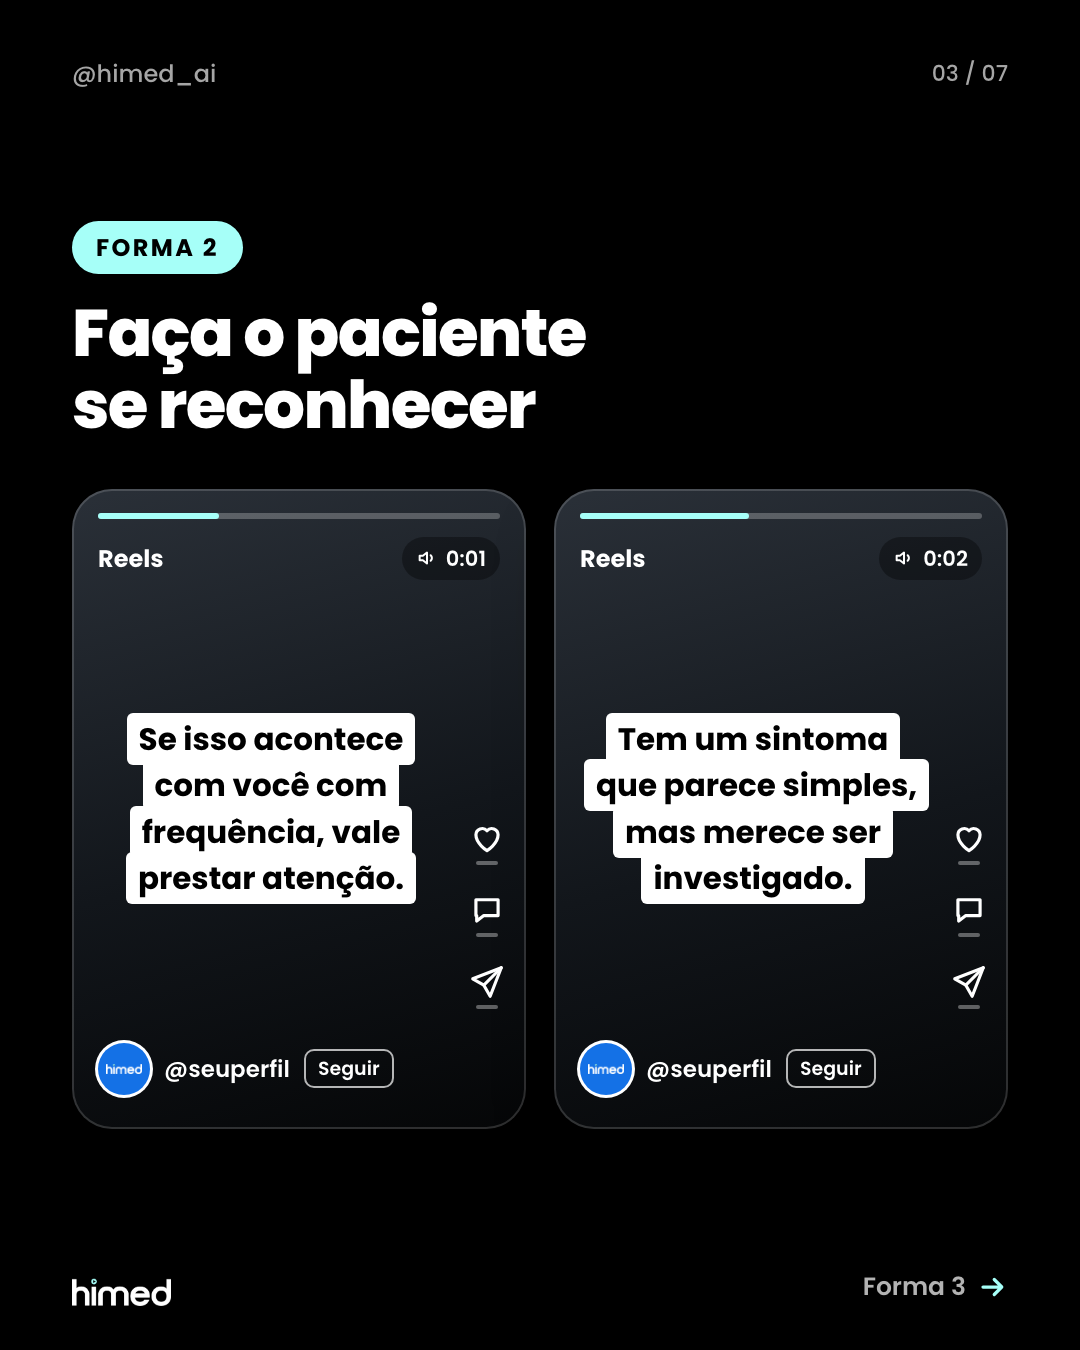 @himed_ai
03 / 07
FORMA 2
Faça o paciente
se reconhecer
Reels
0:01
Se isso acontece
com você com
frequência, vale
prestar atenção.
himed
@seuperfil
Seguir
Reels
0:02
Tem um sintoma
que parece simples,
mas merece ser
investigado.
himed
@seuperfil
Seguir
himed
Forma 3